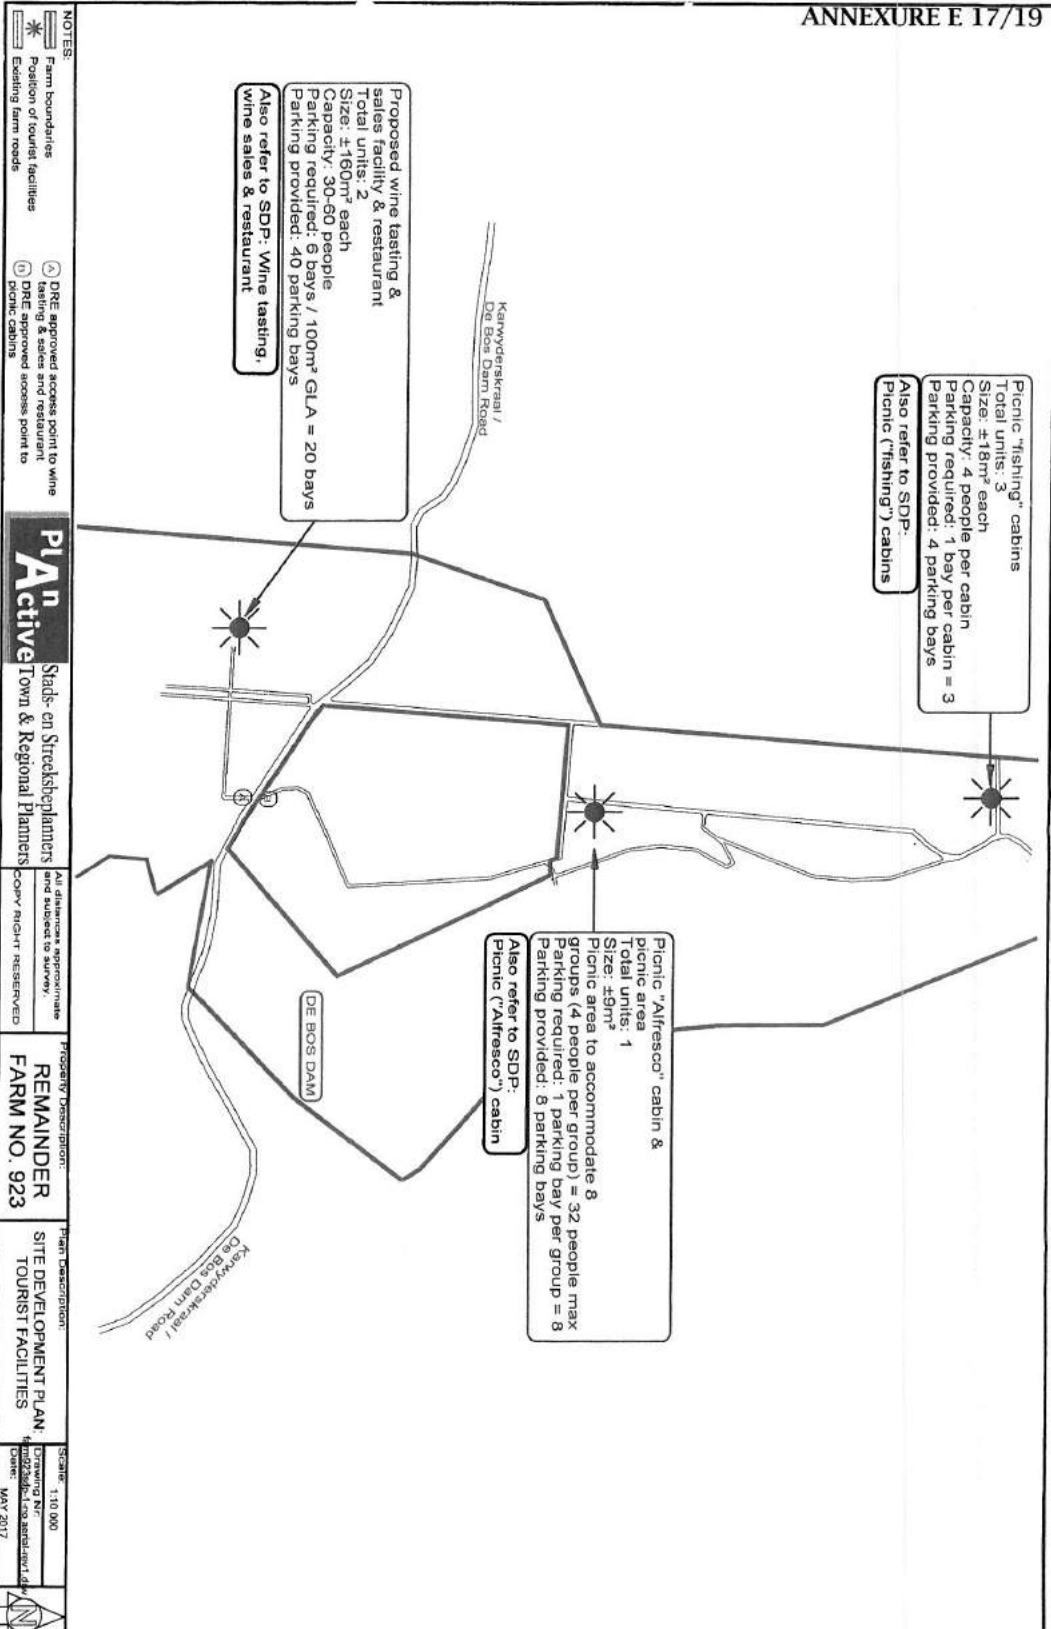 ANNEXURE E 17/19
Picnic "fishing" cabins
Total units: 3
Size: ±18m² each
Capacity: 4 people per cabin
Parking required: 1 bay per cabin = 3
Parking provided: 4 parking bays
Also refer to SDP:
Picnic ("fishing") cabins
Karwyderskraal /
De Bos Dam Road
Proposed wine tasting &
sales facility & restaurant
Total units: 2
Size: ±160m² each
Capacity: 30-60 people
Parking required: 6 bays / 100m² GLA = 20 bays
Parking provided: 40 parking bays
Also refer to SDP: Wine tasting,
wine sales & restaurant
Picnic "Alfresco" cabin &
picnic area
Total units: 1
Size: ±9m²
Picnic area to accommodate 8
groups (4 people per group) = 32 people max
Parking required: 1 parking bay per group = 8
Parking provided: 8 parking bays
Also refer to SDP:
Picnic ("Alfresco") cabin
A
B
DE BOS DAM
Karwyderskraal /
De Bos Dam Road
NOTES:
Farm boundaries
Position of tourist facilities
Existing farm roads
A DRE approved access point to wine
tasting & sales and restaurant
B DRE approved access point to
picnic cabins
Plan
Active
Stads- en Streeksbeplanners
Town & Regional Planners
All distances approximate
and subject to survey.
COPY RIGHT RESERVED
Property Description:
REMAINDER
FARM NO. 923
Plan Description:
SITE DEVELOPMENT PLAN:
TOURIST FACILITIES
Scale: 1:10 000
Drawing Nr:
farm923sdp-1-no aerial-rev1.drw
Date: MAY 2017
N